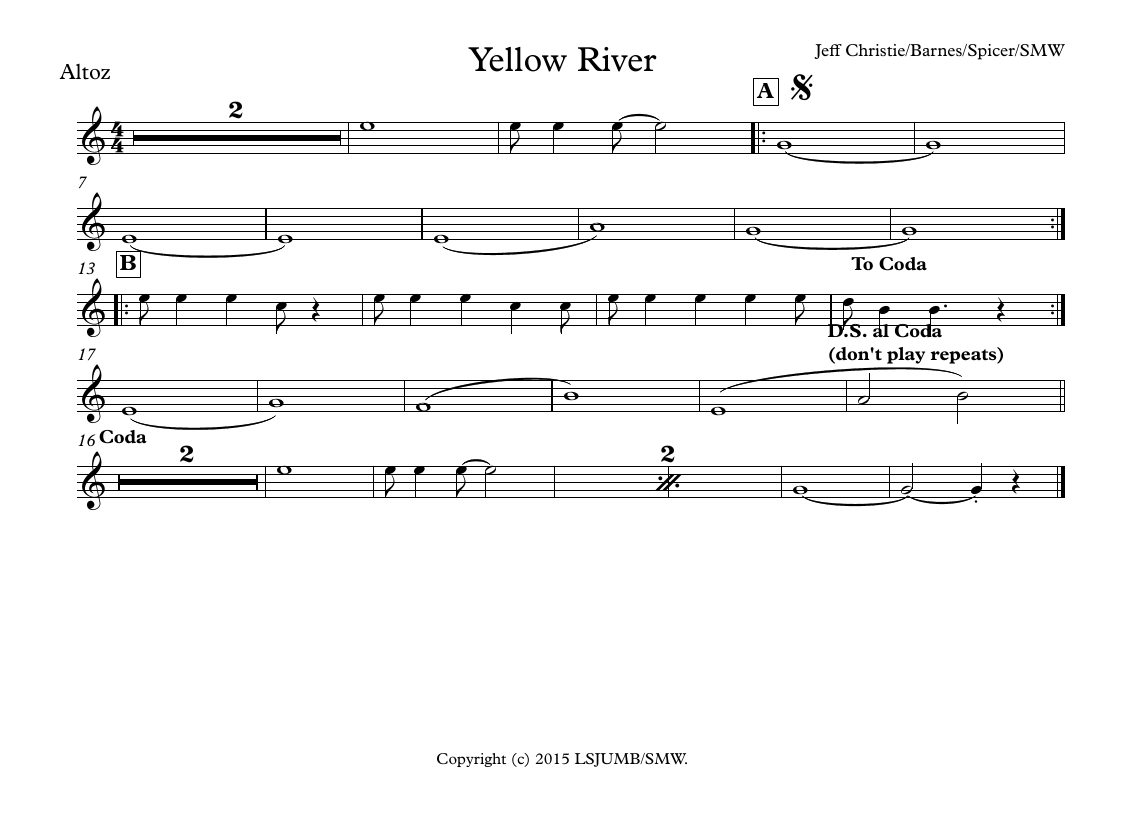 Yellow River
Jeff Christie/Barnes/Spicer/SMW
Altoz
A
2
4
4
7
13
B
To Coda
D.S. al Coda
(don't play repeats)
17
16 Coda
2
2
Copyright (c) 2015 LSJUMB/SMW.